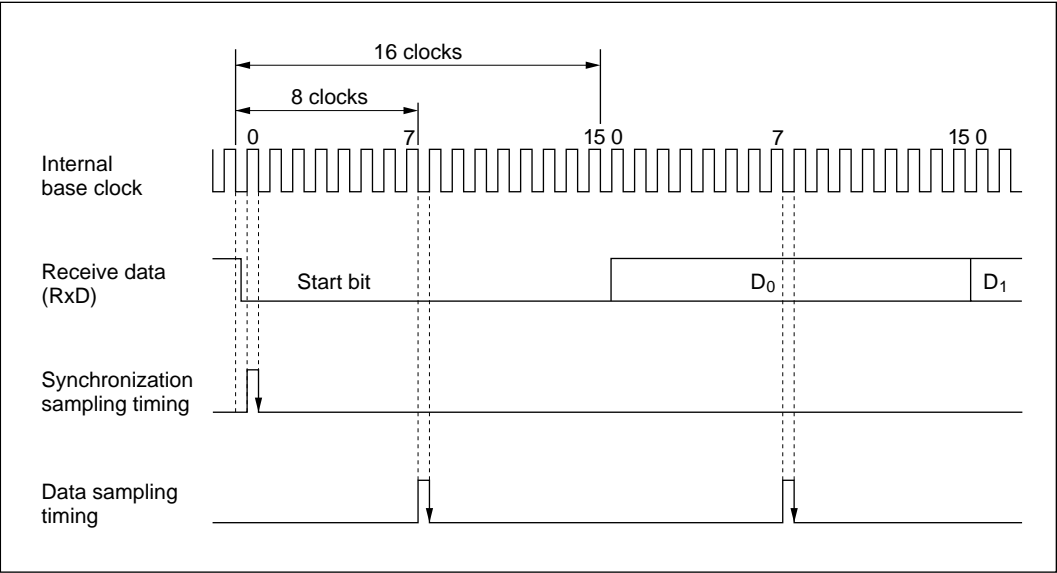 16 clocks
8 clocks
0 7 15 0 7 15 0
Internal
base clock
Receive data
(RxD)
Start bit D0 D1
Synchronization
sampling timing
Data sampling
timing